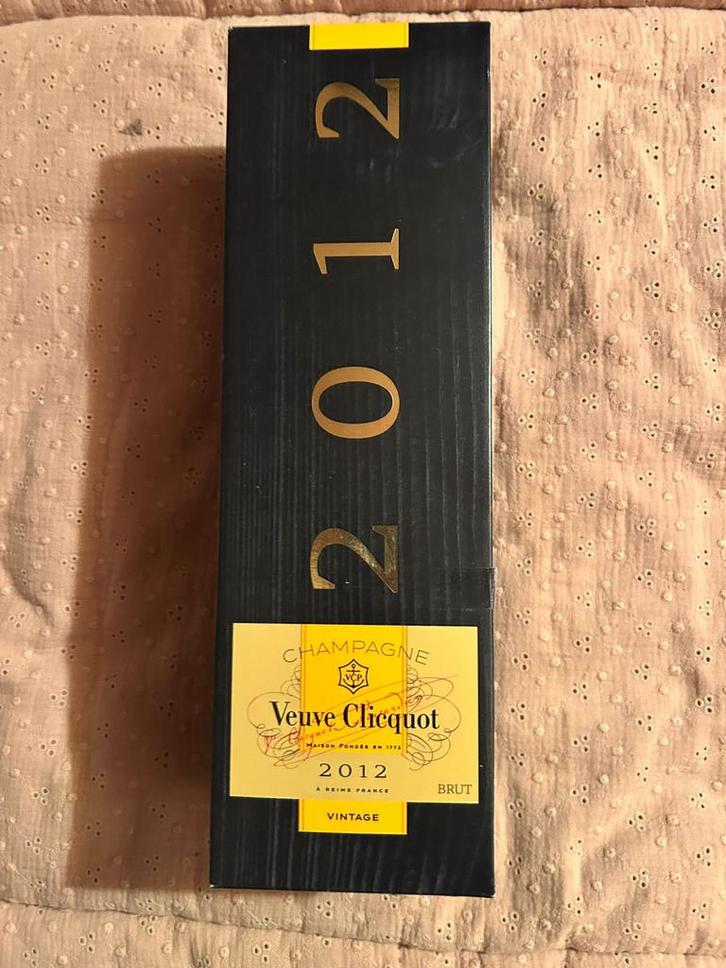 2012
CHAMPAGNE
VCP
Veuve Clicquot
MAISON FONDÉE EN 1772
2012
À REIMS FRANCE
BRUT
VINTAGE